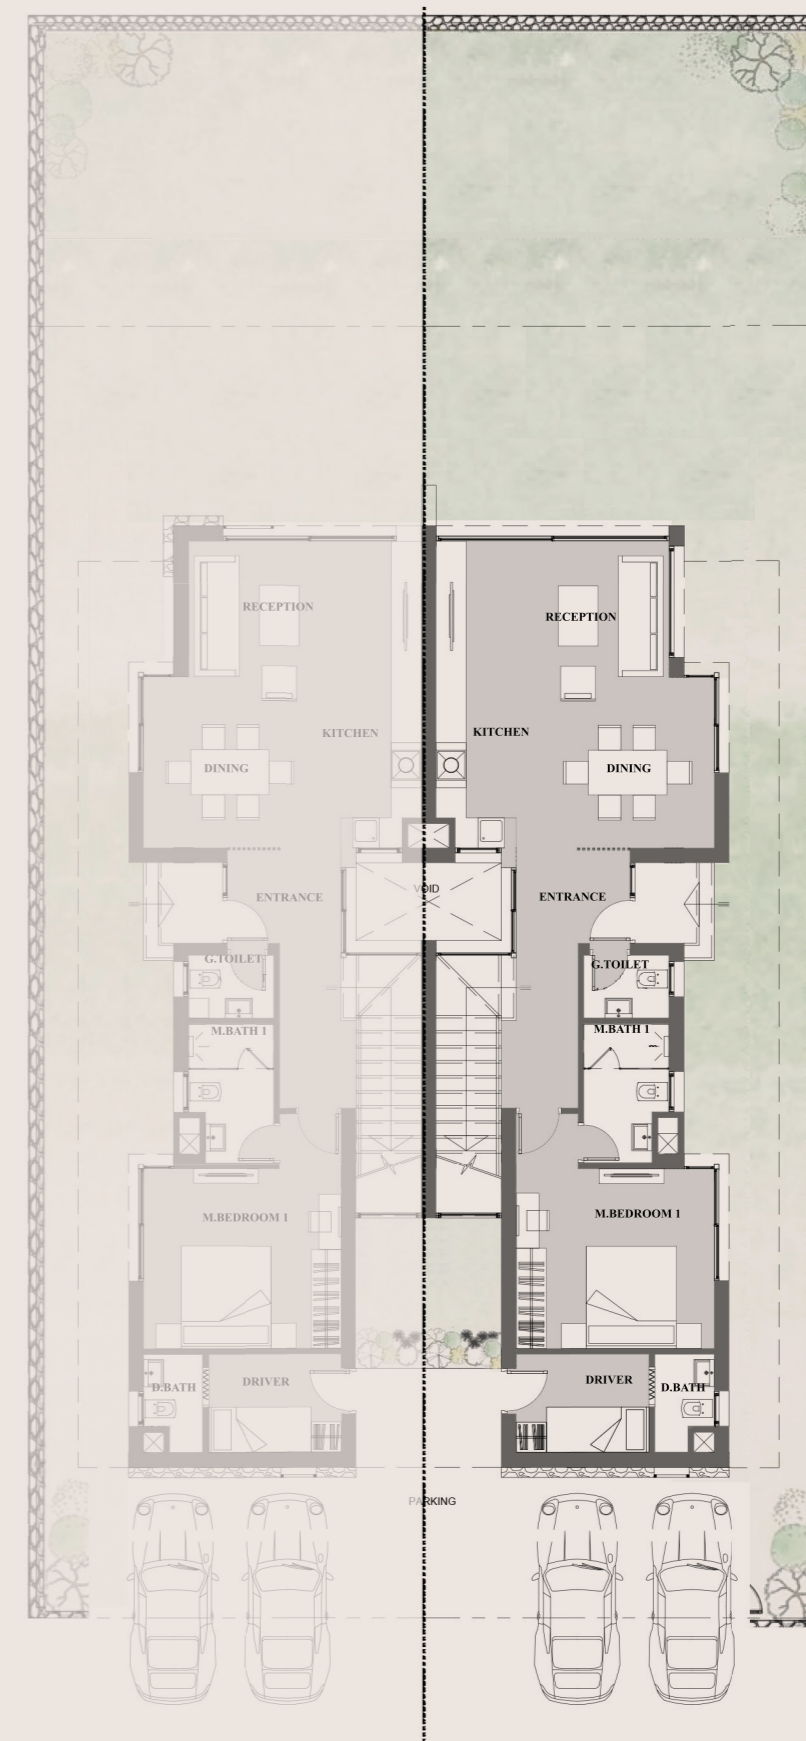 RECEPTION
RECEPTION
KITCHEN
KITCHEN
DINING
DINING
VOID
ENTRANCE
ENTRANCE
G.TOILET
G.TOILET
M.BATH 1
M.BATH 1
M.BEDROOM 1
M.BEDROOM 1
D.BATH
DRIVER
DRIVER
D.BATH
PARKING